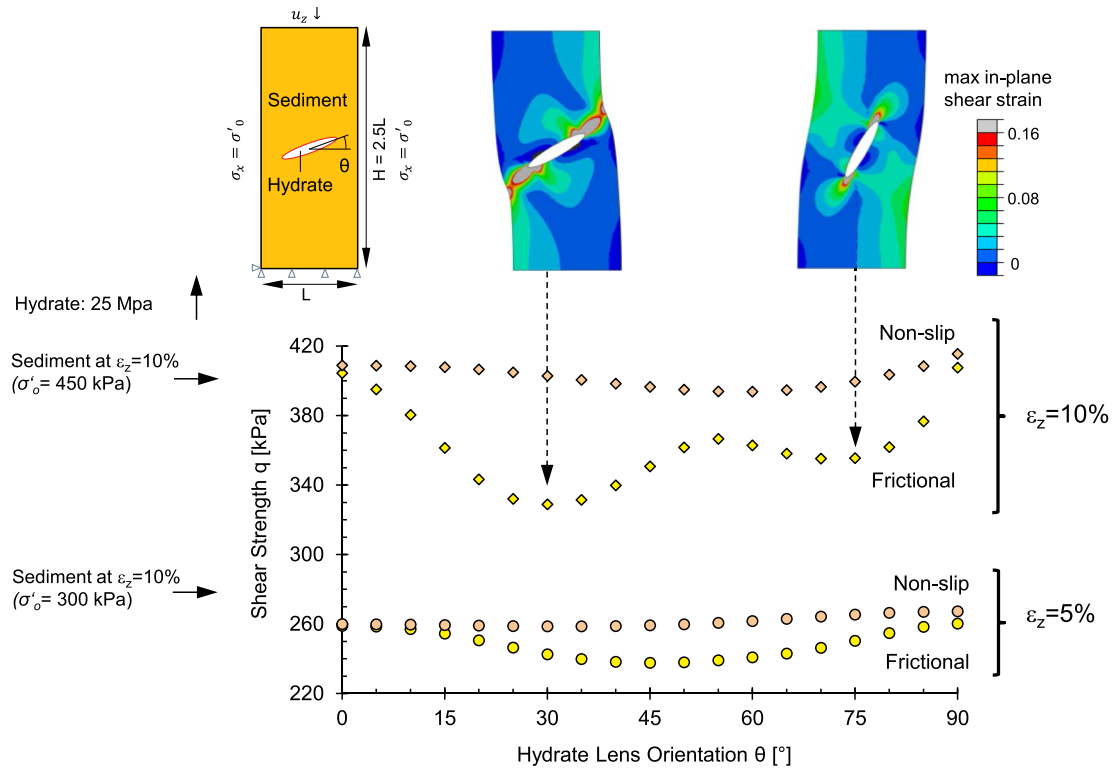 u_z ↓
Sediment
Hydrate
θ
σ_x = σ'_0
H = 2.5L
σ_x = σ'_0
L
max in-plane
shear strain
0.16
0.08
0
Hydrate: 25 Mpa
Sediment at ε_z=10%
(σ'_o= 450 kPa)
Sediment at ε_z=10%
(σ'_o= 300 kPa)
Shear Strength q [kPa]
420
380
340
300
260
220
0
15
30
45
60
75
90
Hydrate Lens Orientation θ [°]
Non-slip
Frictional
ε_z=10%
Non-slip
Frictional
ε_z=5%